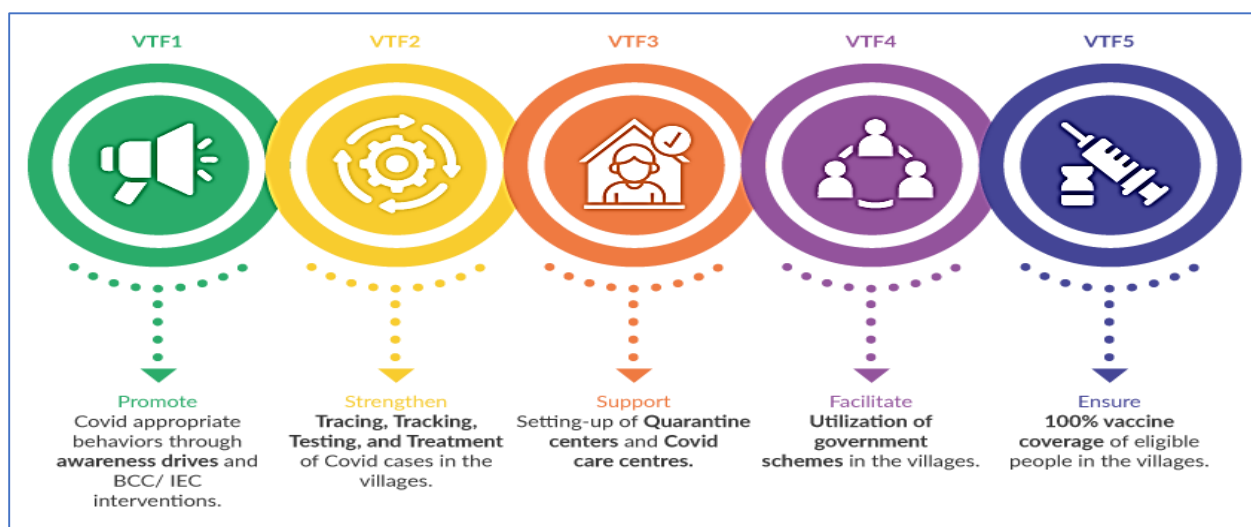 VTF1
VTF2
VTF3
VTF4
VTF5
Promote
Covid appropriate
behaviors through
awareness drives and
BCC/ IEC
interventions.
Strengthen
Tracing, Tracking,
Testing, and Treatment
of Covid cases in the
villages.
Support
Setting-up of Quarantine
centers and Covid
care centres.
Facilitate
Utilization of
government
schemes in the villages.
Ensure
100% vaccine
coverage of eligible
people in the villages.